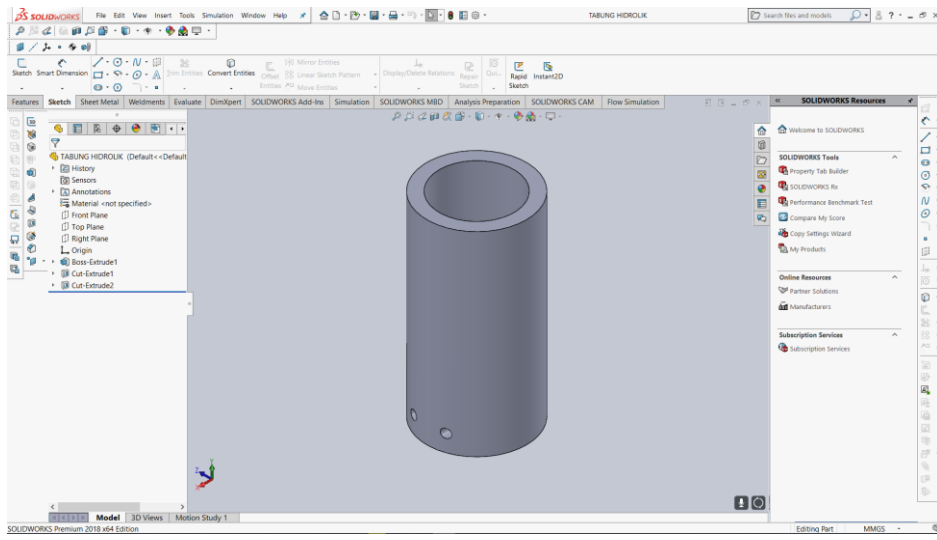 SOLIDWORKS File Edit View Insert Tools Simulation Window Help TABUNG HIDROLIK Search files and models
Sketch Smart Dimension Trim Entities Convert Entities Offset Entities Mirror Entities Linear Sketch Pattern Move Entities Display/Delete Relations Repair Sketch Qui... Rapid Sketch Instant2D
Features Sketch Sheet Metal Weldments Evaluate DimXpert SOLIDWORKS Add-Ins Simulation SOLIDWORKS MBD Analysis Preparation SOLIDWORKS CAM Flow Simulation
SOLIDWORKS Resources
Welcome to SOLIDWORKS
TABUNG HIDROLIK (Default<<Default
History
Sensors
Annotations
Material <not specified>
Front Plane
Top Plane
Right Plane
Origin
Boss-Extrude1
Cut-Extrude1
Cut-Extrude2
SOLIDWORKS Tools
Property Tab Builder
SOLIDWORKS Rx
Performance Benchmark Test
Compare My Score
Copy Settings Wizard
My Products
Online Resources
Partner Solutions
Manufacturers
Subscription Services
Subscription Services
Y
Z
X
Model 3D Views Motion Study 1
SOLIDWORKS Premium 2018 x64 Edition Editing Part MMGS